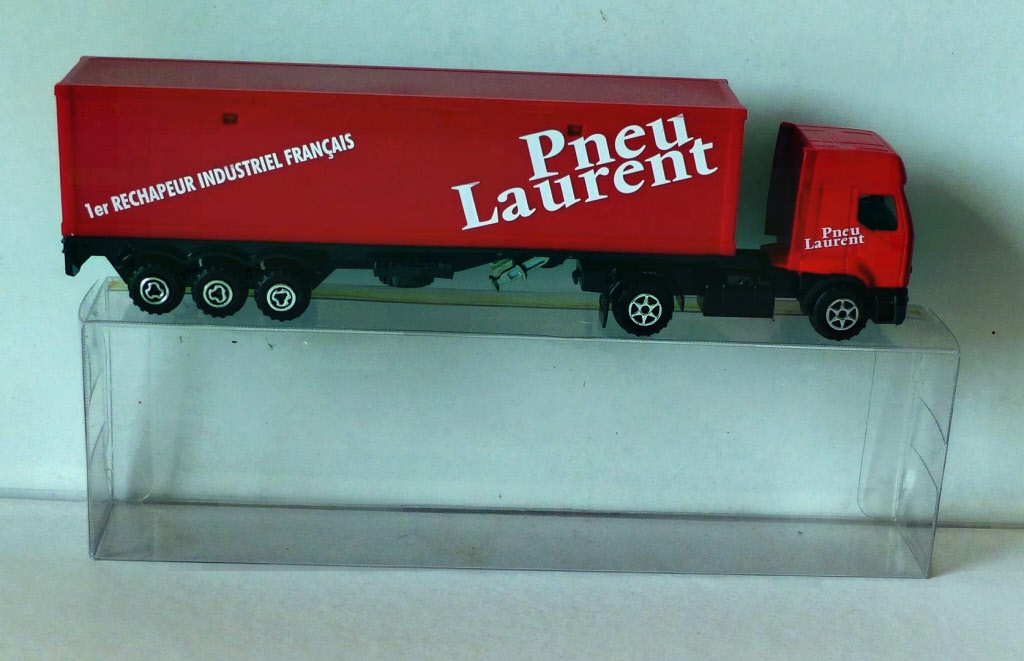 1er RECHAPEUR INDUSTRIEL FRANÇAIS
Pneu
Laurent
Pneu
Laurent